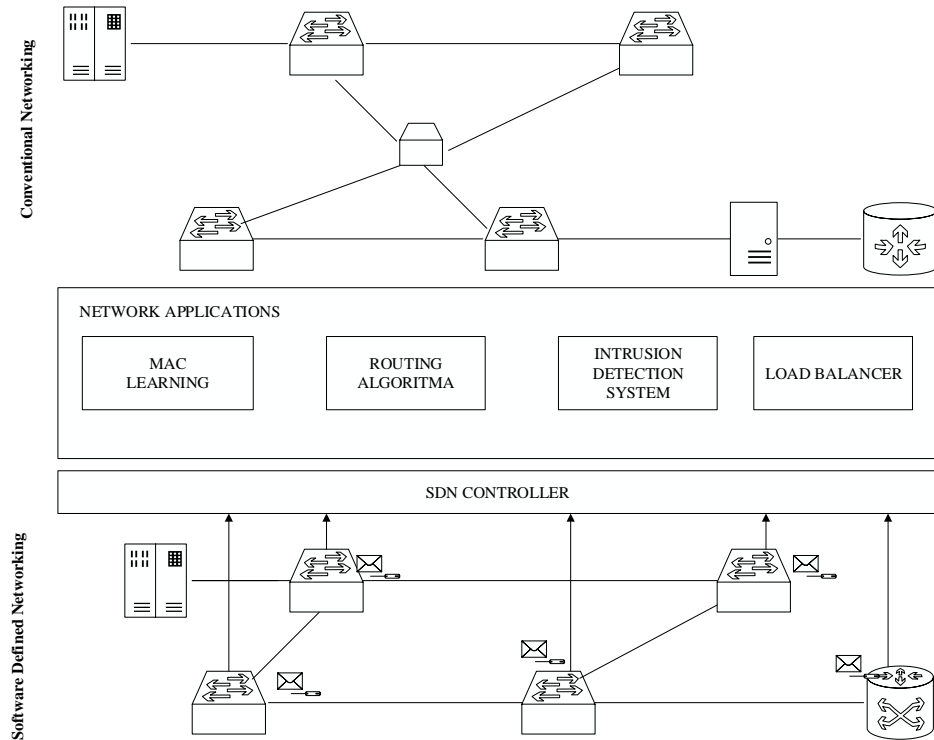 Conventional Networking
NETWORK APPLICATIONS
MAC
LEARNING
ROUTING
ALGORITMA
INTRUSION
DETECTION
SYSTEM
LOAD BALANCER
SDN CONTROLLER
Software Defined Networking